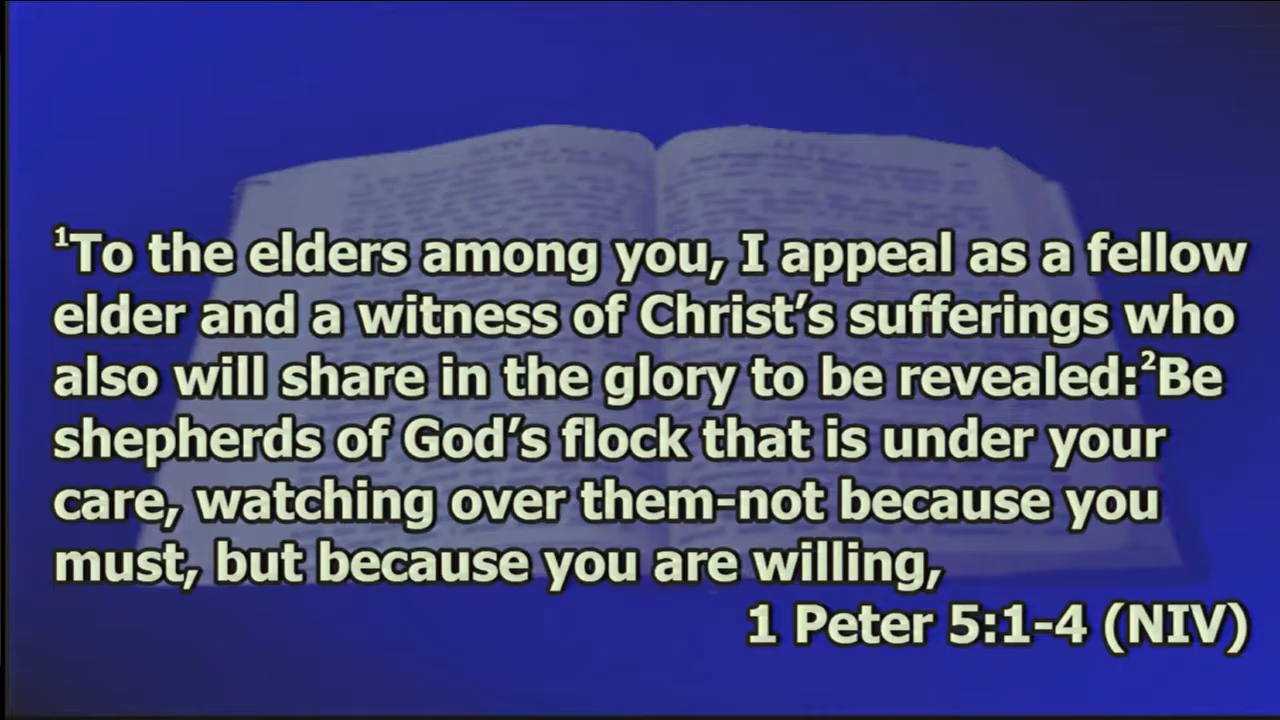 ¹To the elders among you, I appeal as a fellow
elder and a witness of Christ’s sufferings who
also will share in the glory to be revealed:²Be
shepherds of God’s flock that is under your
care, watching over them-not because you
must, but because you are willing,
1 Peter 5:1-4 (NIV)